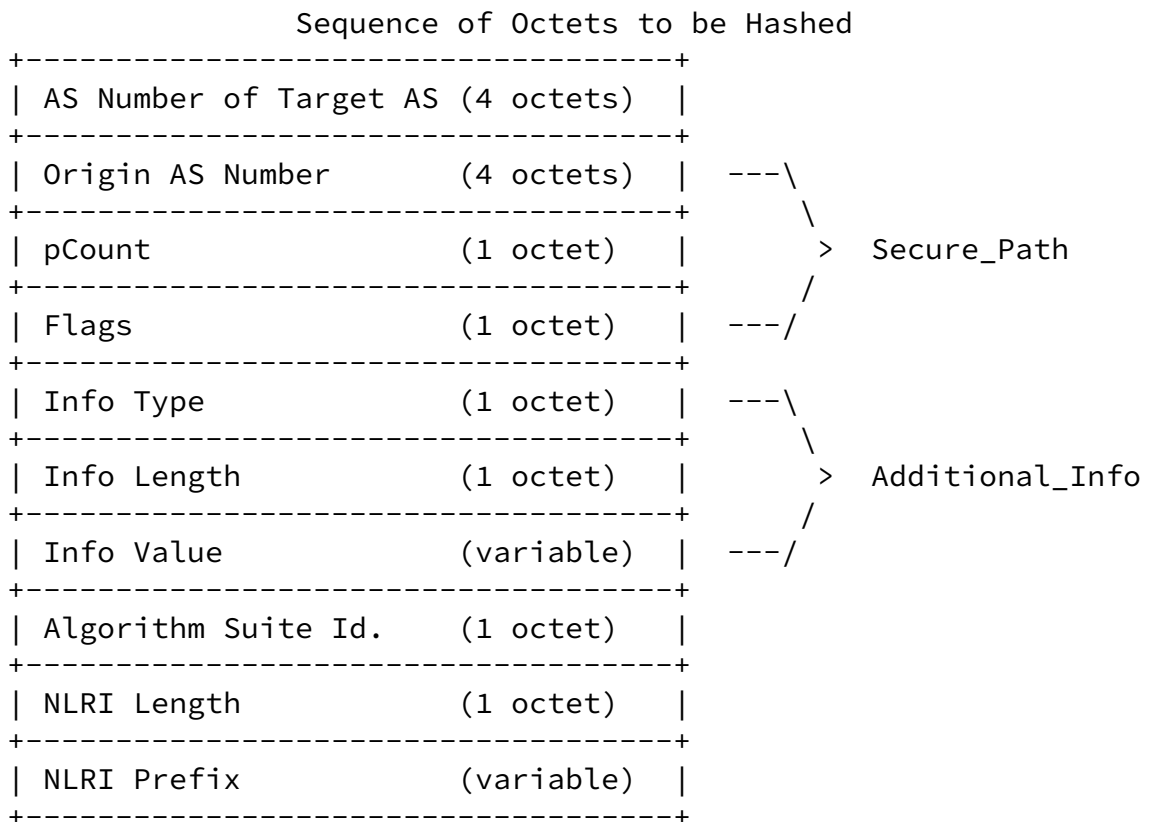 Sequence of Octets to be Hashed
+------------------------------------+
| AS Number of Target AS (4 octets)  |
+------------------------------------+
| Origin AS Number       (4 octets)  |  ---\
+------------------------------------+      \
| pCount                 (1 octet)   |       >  Secure_Path
+------------------------------------+      /
| Flags                  (1 octet)   |  ---/
+------------------------------------+
| Info Type              (1 octet)   |  ---\
+------------------------------------+      \
| Info Length            (1 octet)   |       >  Additional_Info
+------------------------------------+      /
| Info Value             (variable)  |  ---/
+------------------------------------+
| Algorithm Suite Id.    (1 octet)   |
+------------------------------------+
| NLRI Length            (1 octet)   |
+------------------------------------+
| NLRI Prefix            (variable)  |
+------------------------------------+